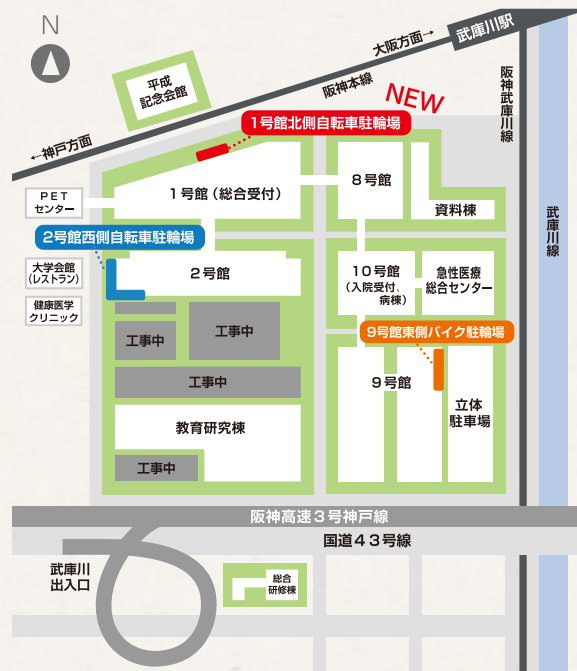 N
武庫川駅
大阪方面→
阪神本線
NEW
平成
記念会館
阪神武庫川線
←神戸方面
1号館北側自転車駐輪場
8号館
1号館（総合受付）
PET
センター
資料棟
武庫川線
2号館西側自転車駐輪場
大学会館
（レストラン）
2号館
10号館
（入院受付、
病棟）
急性医療
総合センター
健康医学
クリニック
9号館東側バイク駐輪場
工事中
工事中
工事中
9号館
立体
駐車場
教育研究棟
工事中
阪神高速3号神戸線
国道43号線
武庫川
出入口
総合
研修棟